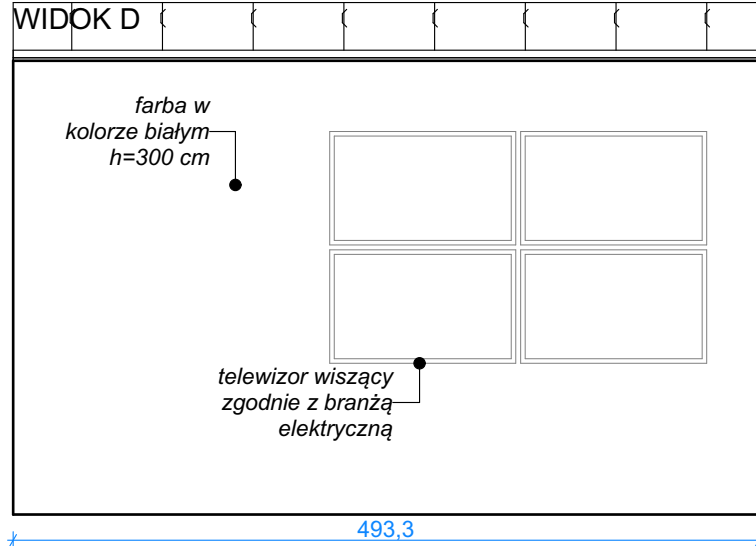 WIDOK D
farba w
kolorze białym
h=300 cm
telewizor wiszący
zgodnie z branżą
elektryczną
493,3